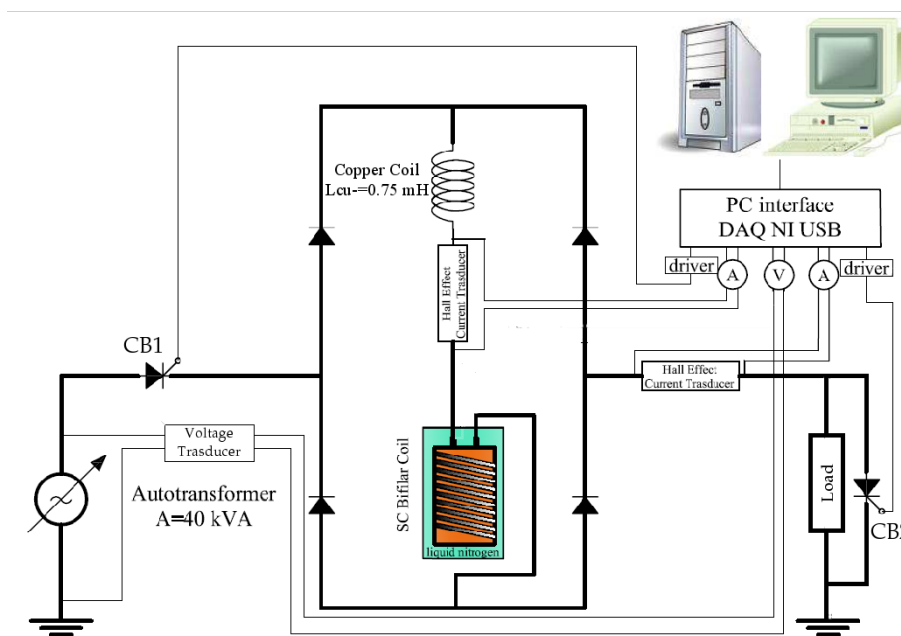 Copper Coil
Lcu-=0.75 mH
PC interface
DAQ NI USB
driver
A
V
A
driver
Hall Effect
Current Trasducer
CB1
Hall Effect
Current Trasducer
Voltage
Trasducer
Autotransformer
A=40 kVA
SC Bifilar Coil
liquid nitrogen
Load
CB2